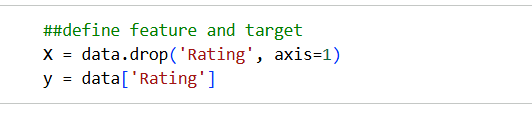 ##define feature and target
X = data.drop('Rating', axis=1)
y = data['Rating']